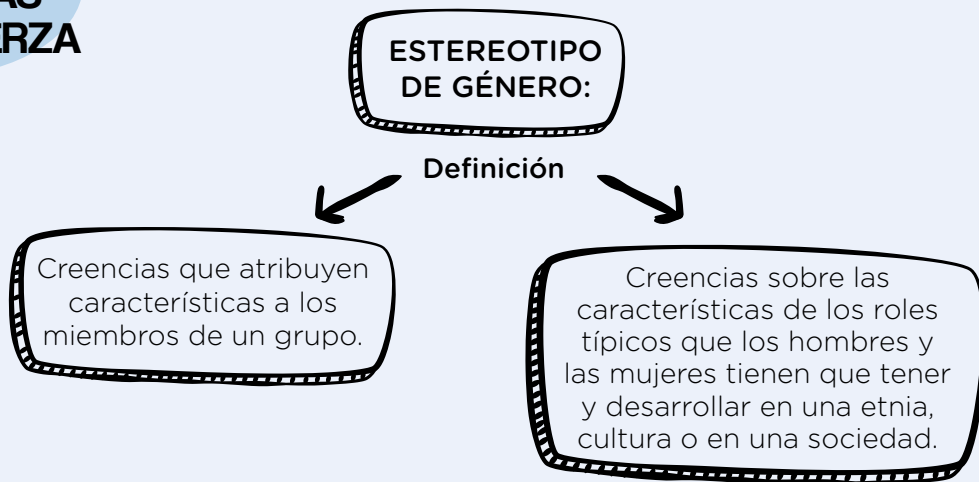 ERZA
ESTEREOTIPO
DE GÉNERO:
Definición
Creencias que atribuyen
características a los
miembros de un grupo.
Creencias sobre las
características de los roles
típicos que los hombres y
las mujeres tienen que tener
y desarrollar en una etnia,
cultura o en una sociedad.